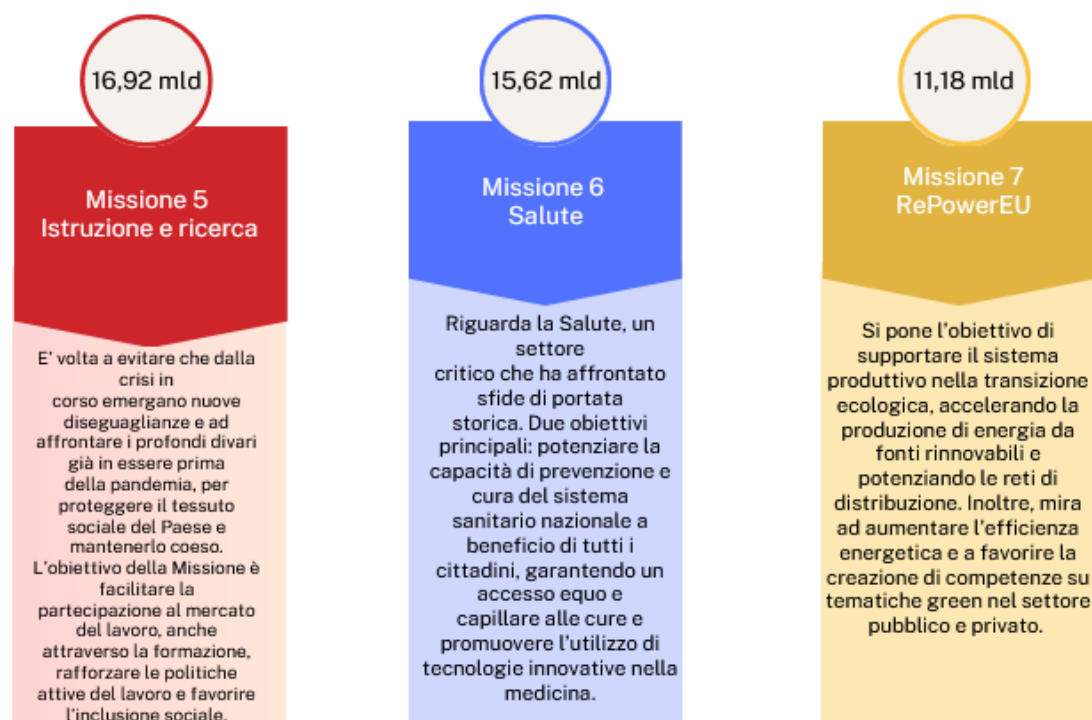 16,92 mld
Missione 5
Istruzione e ricerca
E' volta a evitare che dalla
crisi in
corso emergano nuove
diseguaglianze e ad
affrontare i profondi divari
già in essere prima
della pandemia, per
proteggere il tessuto
sociale del Paese e
mantenerlo coeso.
L'obiettivo della Missione è
facilitare la
partecipazione al mercato
del lavoro, anche
attraverso la formazione,
rafforzare le politiche
attive del lavoro e favorire
l'inclusione sociale.
15,62 mld
Missione 6
Salute
Riguarda la Salute, un
settore
critico che ha affrontato
sfide di portata
storica. Due obiettivi
principali: potenziare la
capacità di prevenzione e
cura del sistema
sanitario nazionale a
beneficio di tutti i
cittadini, garantendo un
accesso equo e
capillare alle cure e
promuovere l'utilizzo di
tecnologie innovative nella
medicina.
11,18 mld
Missione 7
RePowerEU
Si pone l'obiettivo di
supportare il sistema
produttivo nella transizione
ecologica, accelerando la
produzione di energia da
fonti rinnovabili e
potenziando le reti di
distribuzione. Inoltre, mira
ad aumentare l'efficienza
energetica e a favorire la
creazione di competenze su
tematiche green nel settore
pubblico e privato.